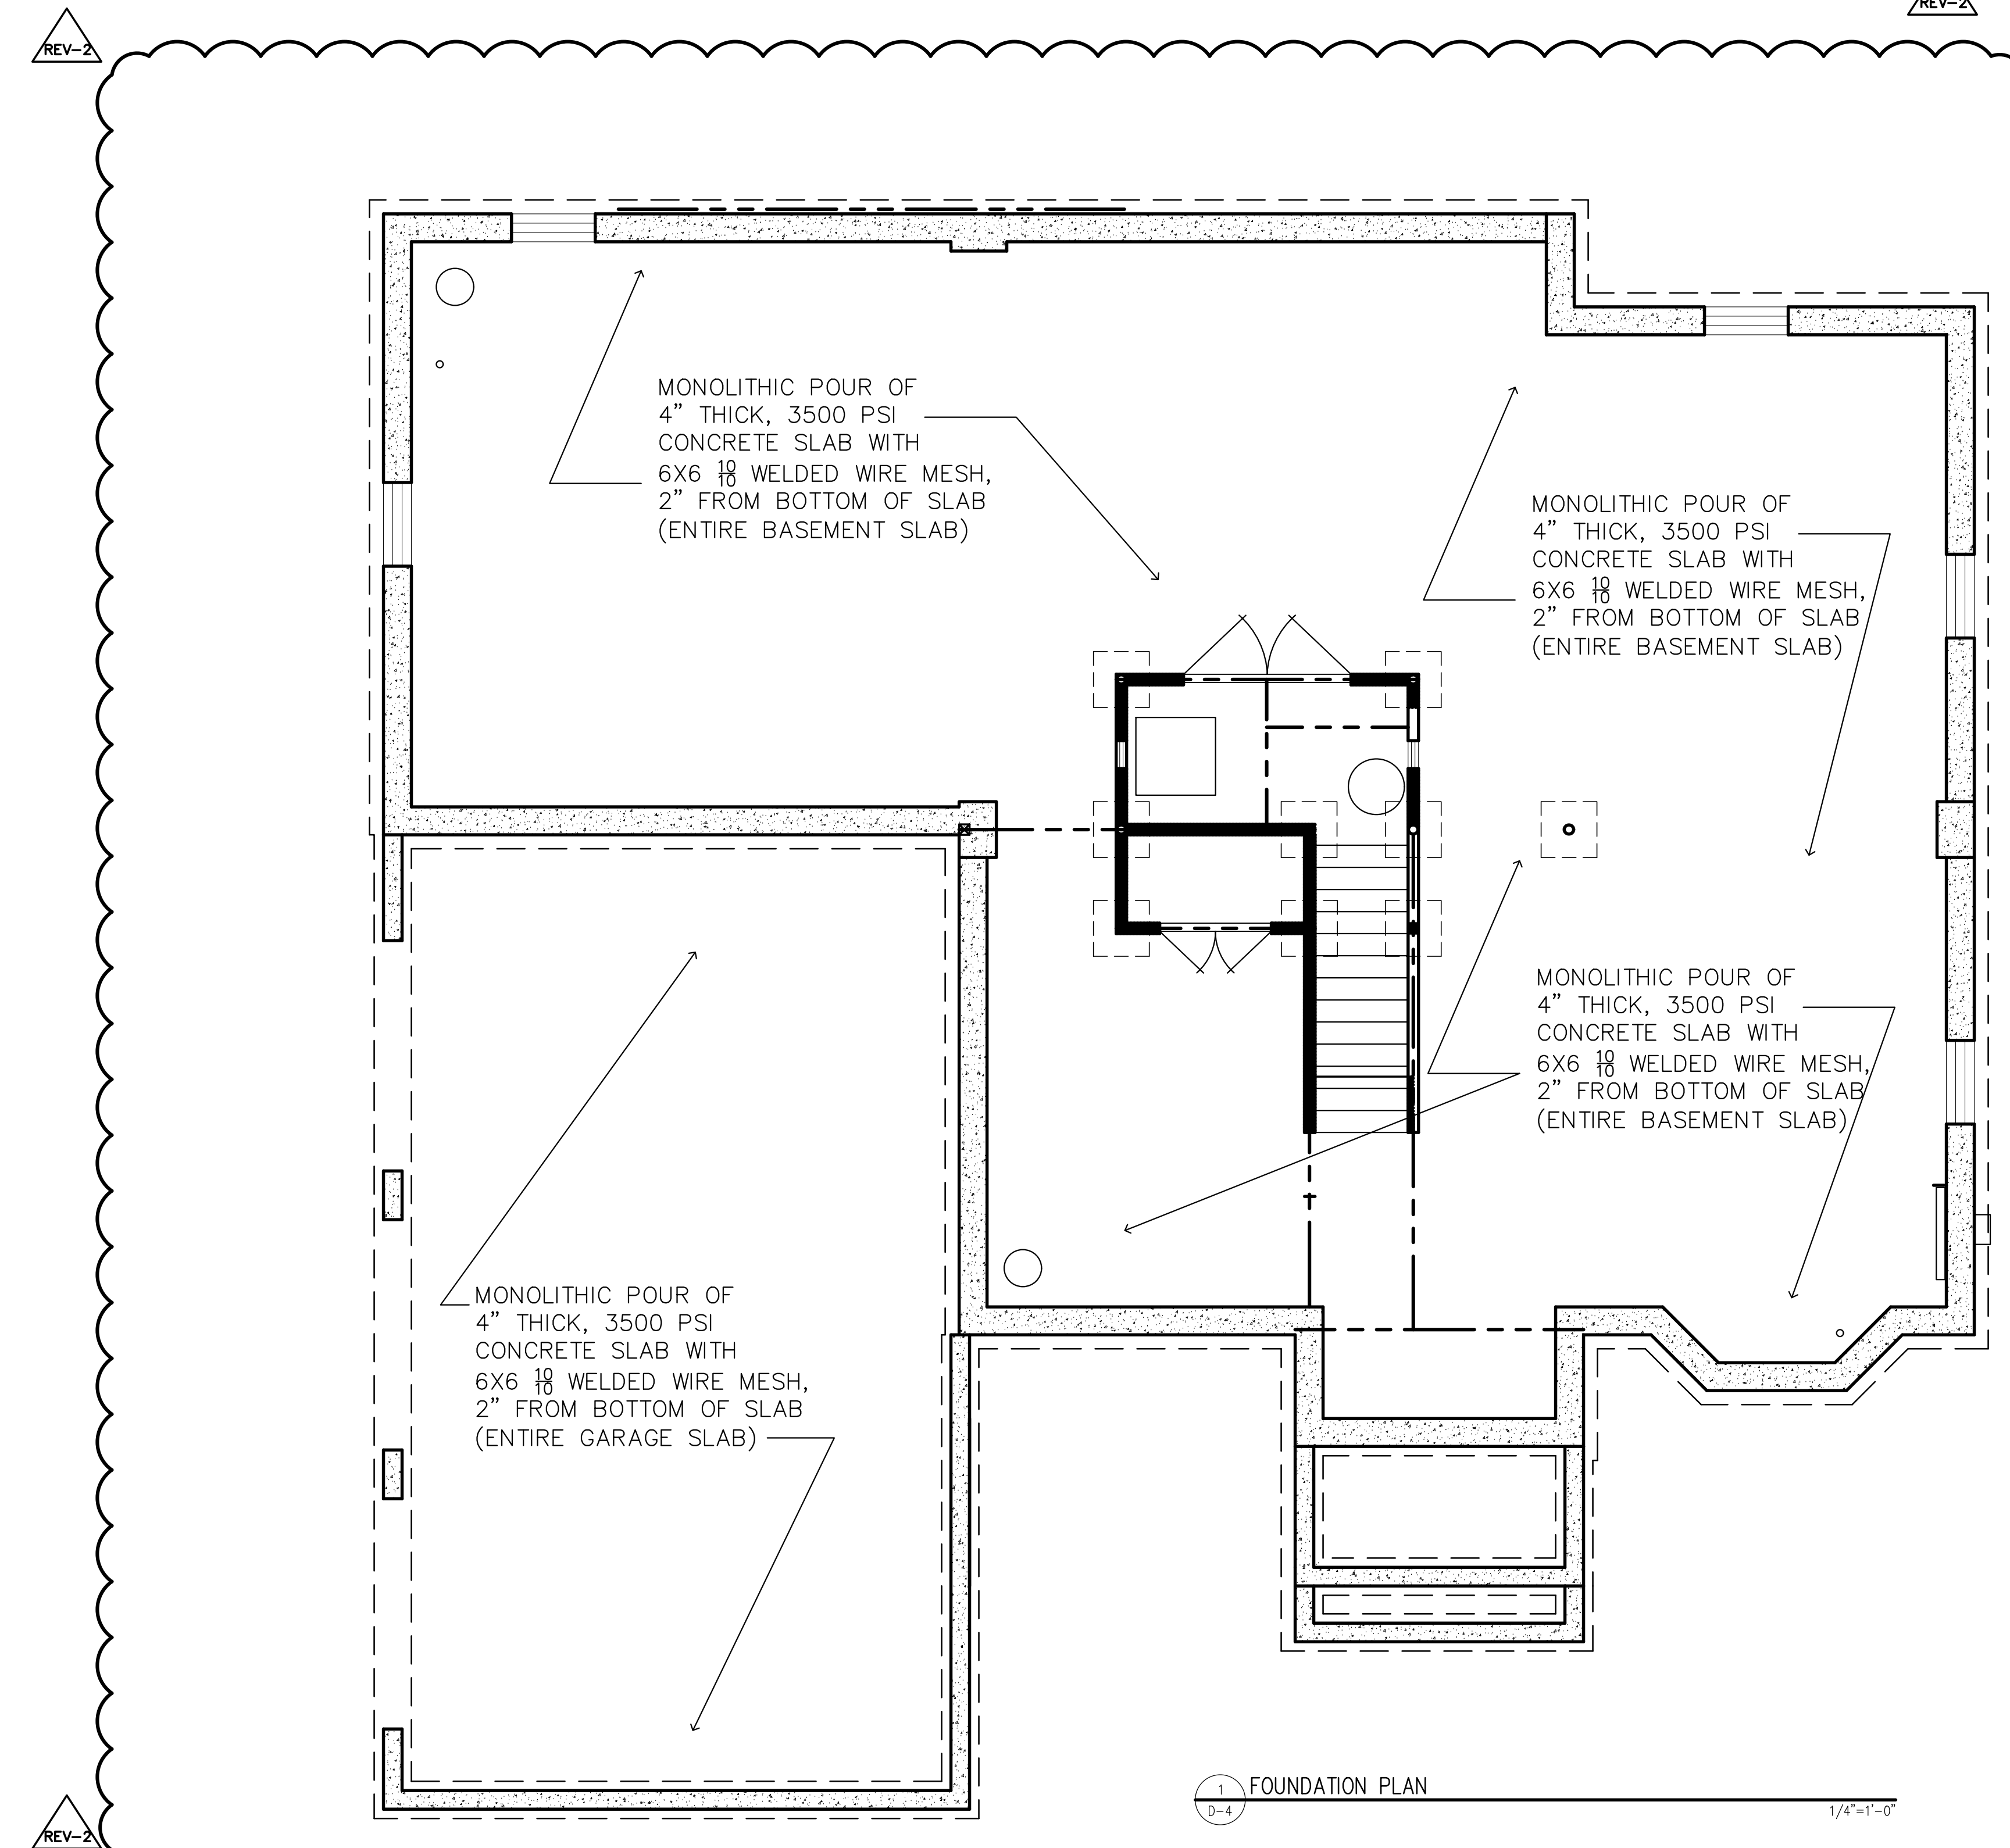 REV-2
REV-2
MONOLITHIC POUR OF
4” THICK, 3500 PSI
CONCRETE SLAB WITH
6X6 10/10 WELDED WIRE MESH,
2” FROM BOTTOM OF SLAB
(ENTIRE BASEMENT SLAB)
MONOLITHIC POUR OF
4” THICK, 3500 PSI
CONCRETE SLAB WITH
6X6 10/10 WELDED WIRE MESH,
2” FROM BOTTOM OF SLAB
(ENTIRE BASEMENT SLAB)
MONOLITHIC POUR OF
4” THICK, 3500 PSI
CONCRETE SLAB WITH
6X6 10/10 WELDED WIRE MESH,
2” FROM BOTTOM OF SLAB
(ENTIRE BASEMENT SLAB)
MONOLITHIC POUR OF
4” THICK, 3500 PSI
CONCRETE SLAB WITH
6X6 10/10 WELDED WIRE MESH,
2” FROM BOTTOM OF SLAB
(ENTIRE GARAGE SLAB)
1
D-4
FOUNDATION PLAN
1/4"=1'-0"
REV-2